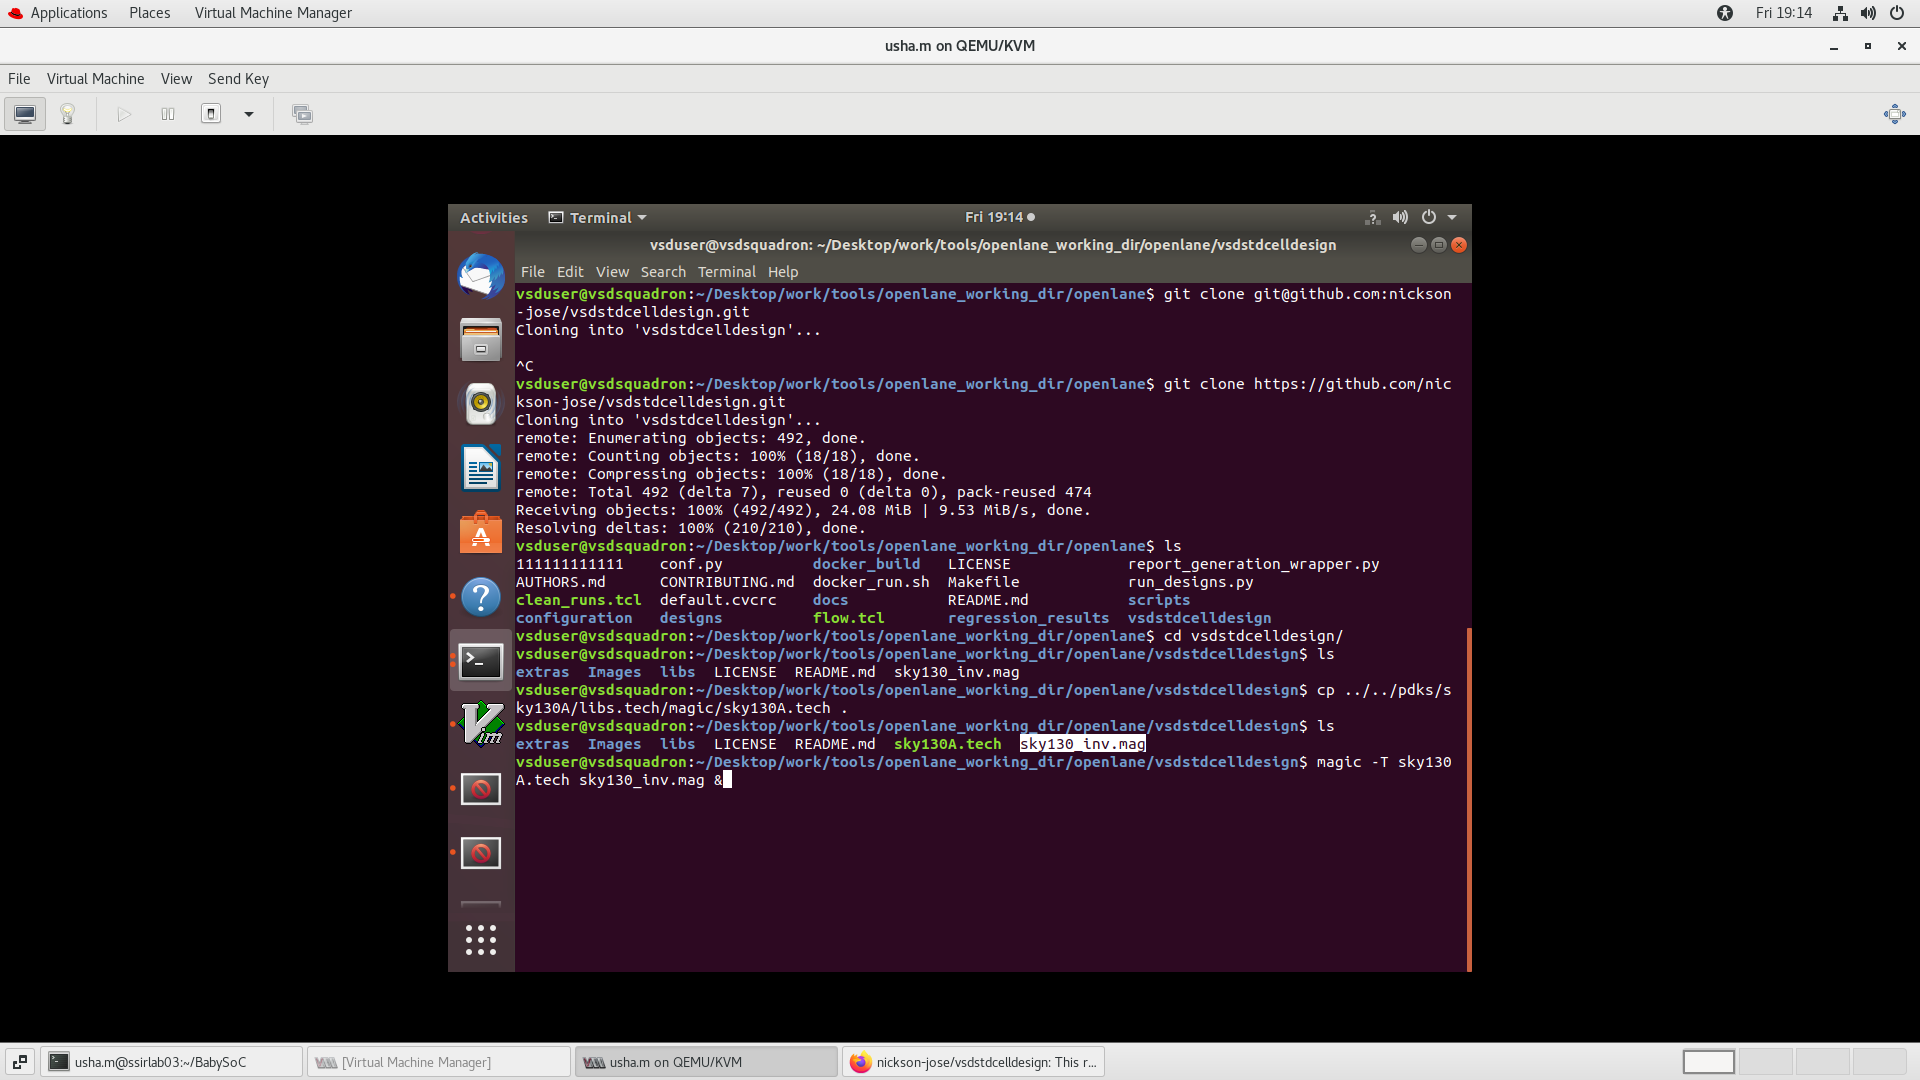 Applications Places Virtual Machine Manager Fri 19:14
usha.m on QEMU/KVM
File Virtual Machine View Send Key
Activities Terminal Fri 19:14
vsduser@vsdsquadron: ~/Desktop/work/tools/openlane_working_dir/openlane/vsdstdcelldesign
File Edit View Search Terminal Help
vsduser@vsdsquadron:~/Desktop/work/tools/openlane_working_dir/openlane$ git clone git@github.com:nickson
-jose/vsdstdcelldesign.git
Cloning into 'vsdstdcelldesign'...
^C
vsduser@vsdsquadron:~/Desktop/work/tools/openlane_working_dir/openlane$ git clone https://github.com/nic
kson-jose/vsdstdcelldesign.git
Cloning into 'vsdstdcelldesign'...
remote: Enumerating objects: 492, done.
remote: Counting objects: 100% (18/18), done.
remote: Compressing objects: 100% (18/18), done.
remote: Total 492 (delta 7), reused 0 (delta 0), pack-reused 474
Receiving objects: 100% (492/492), 24.08 MiB | 9.53 MiB/s, done.
Resolving deltas: 100% (210/210), done.
vsduser@vsdsquadron:~/Desktop/work/tools/openlane_working_dir/openlane$ ls
111111111111 conf.py docker_build LICENSE report_generation_wrapper.py
AUTHORS.md CONTRIBUTING.md docker_run.sh Makefile run_designs.py
clean_runs.tcl default.cvcrc docs README.md scripts
configuration designs flow.tcl regression_results vsdstdcelldesign
vsduser@vsdsquadron:~/Desktop/work/tools/openlane_working_dir/openlane$ cd vsdstdcelldesign/
vsduser@vsdsquadron:~/Desktop/work/tools/openlane_working_dir/openlane/vsdstdcelldesign$ ls
extras Images libs LICENSE README.md sky130_inv.mag
vsduser@vsdsquadron:~/Desktop/work/tools/openlane_working_dir/openlane/vsdstdcelldesign$ cp ../../pdks/s
ky130A/libs.tech/magic/sky130A.tech .
vsduser@vsdsquadron:~/Desktop/work/tools/openlane_working_dir/openlane/vsdstdcelldesign$ ls
extras Images libs LICENSE README.md sky130A.tech sky130_inv.mag
vsduser@vsdsquadron:~/Desktop/work/tools/openlane_working_dir/openlane/vsdstdcelldesign$ magic -T sky130
A.tech sky130_inv.mag &
usha.m@ssirlab03:~/BabySoC [Virtual Machine Manager] usha.m on QEMU/KVM nickson-jose/vsdstdcelldesign: This r...